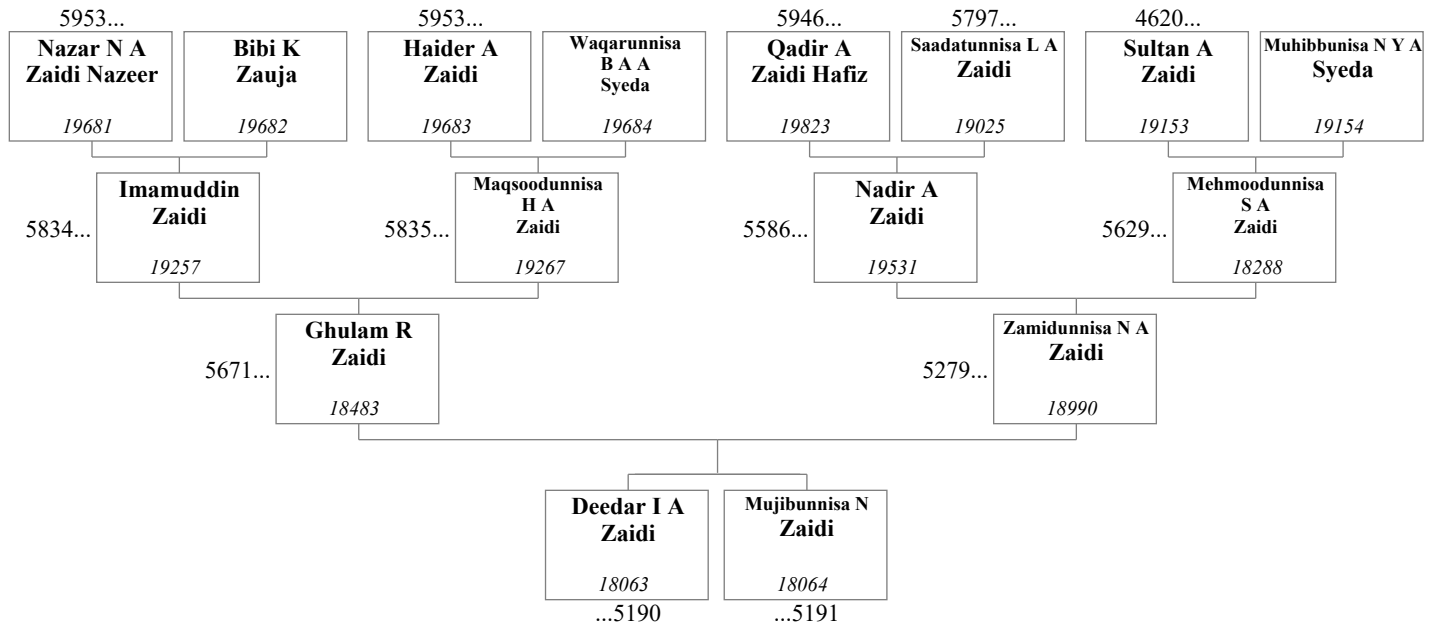 5953...
5953...
5946...
5797...
4620...
Nazar N A
Zaidi Nazeer
19681
Bibi K
Zauja
19682
Haider A
Zaidi
19683
Waqarunnisa
B A A
Syeda
19684
Qadir A
Zaidi Hafiz
19823
Saadatunnisa L A
Zaidi
19025
Sultan A
Zaidi
19153
Muhibbunisa N Y A
Syeda
19154
5834...
Imamuddin
Zaidi
19257
5835...
Maqsoodunnisa
H A
Zaidi
19267
5586...
Nadir A
Zaidi
19531
5629...
Mehmoodunnisa
S A
Zaidi
18288
5671...
Ghulam R
Zaidi
18483
5279...
Zamidunnisa N A
Zaidi
18990
Deedar I A
Zaidi
18063
...5190
Mujibunnisa N
Zaidi
18064
...5191